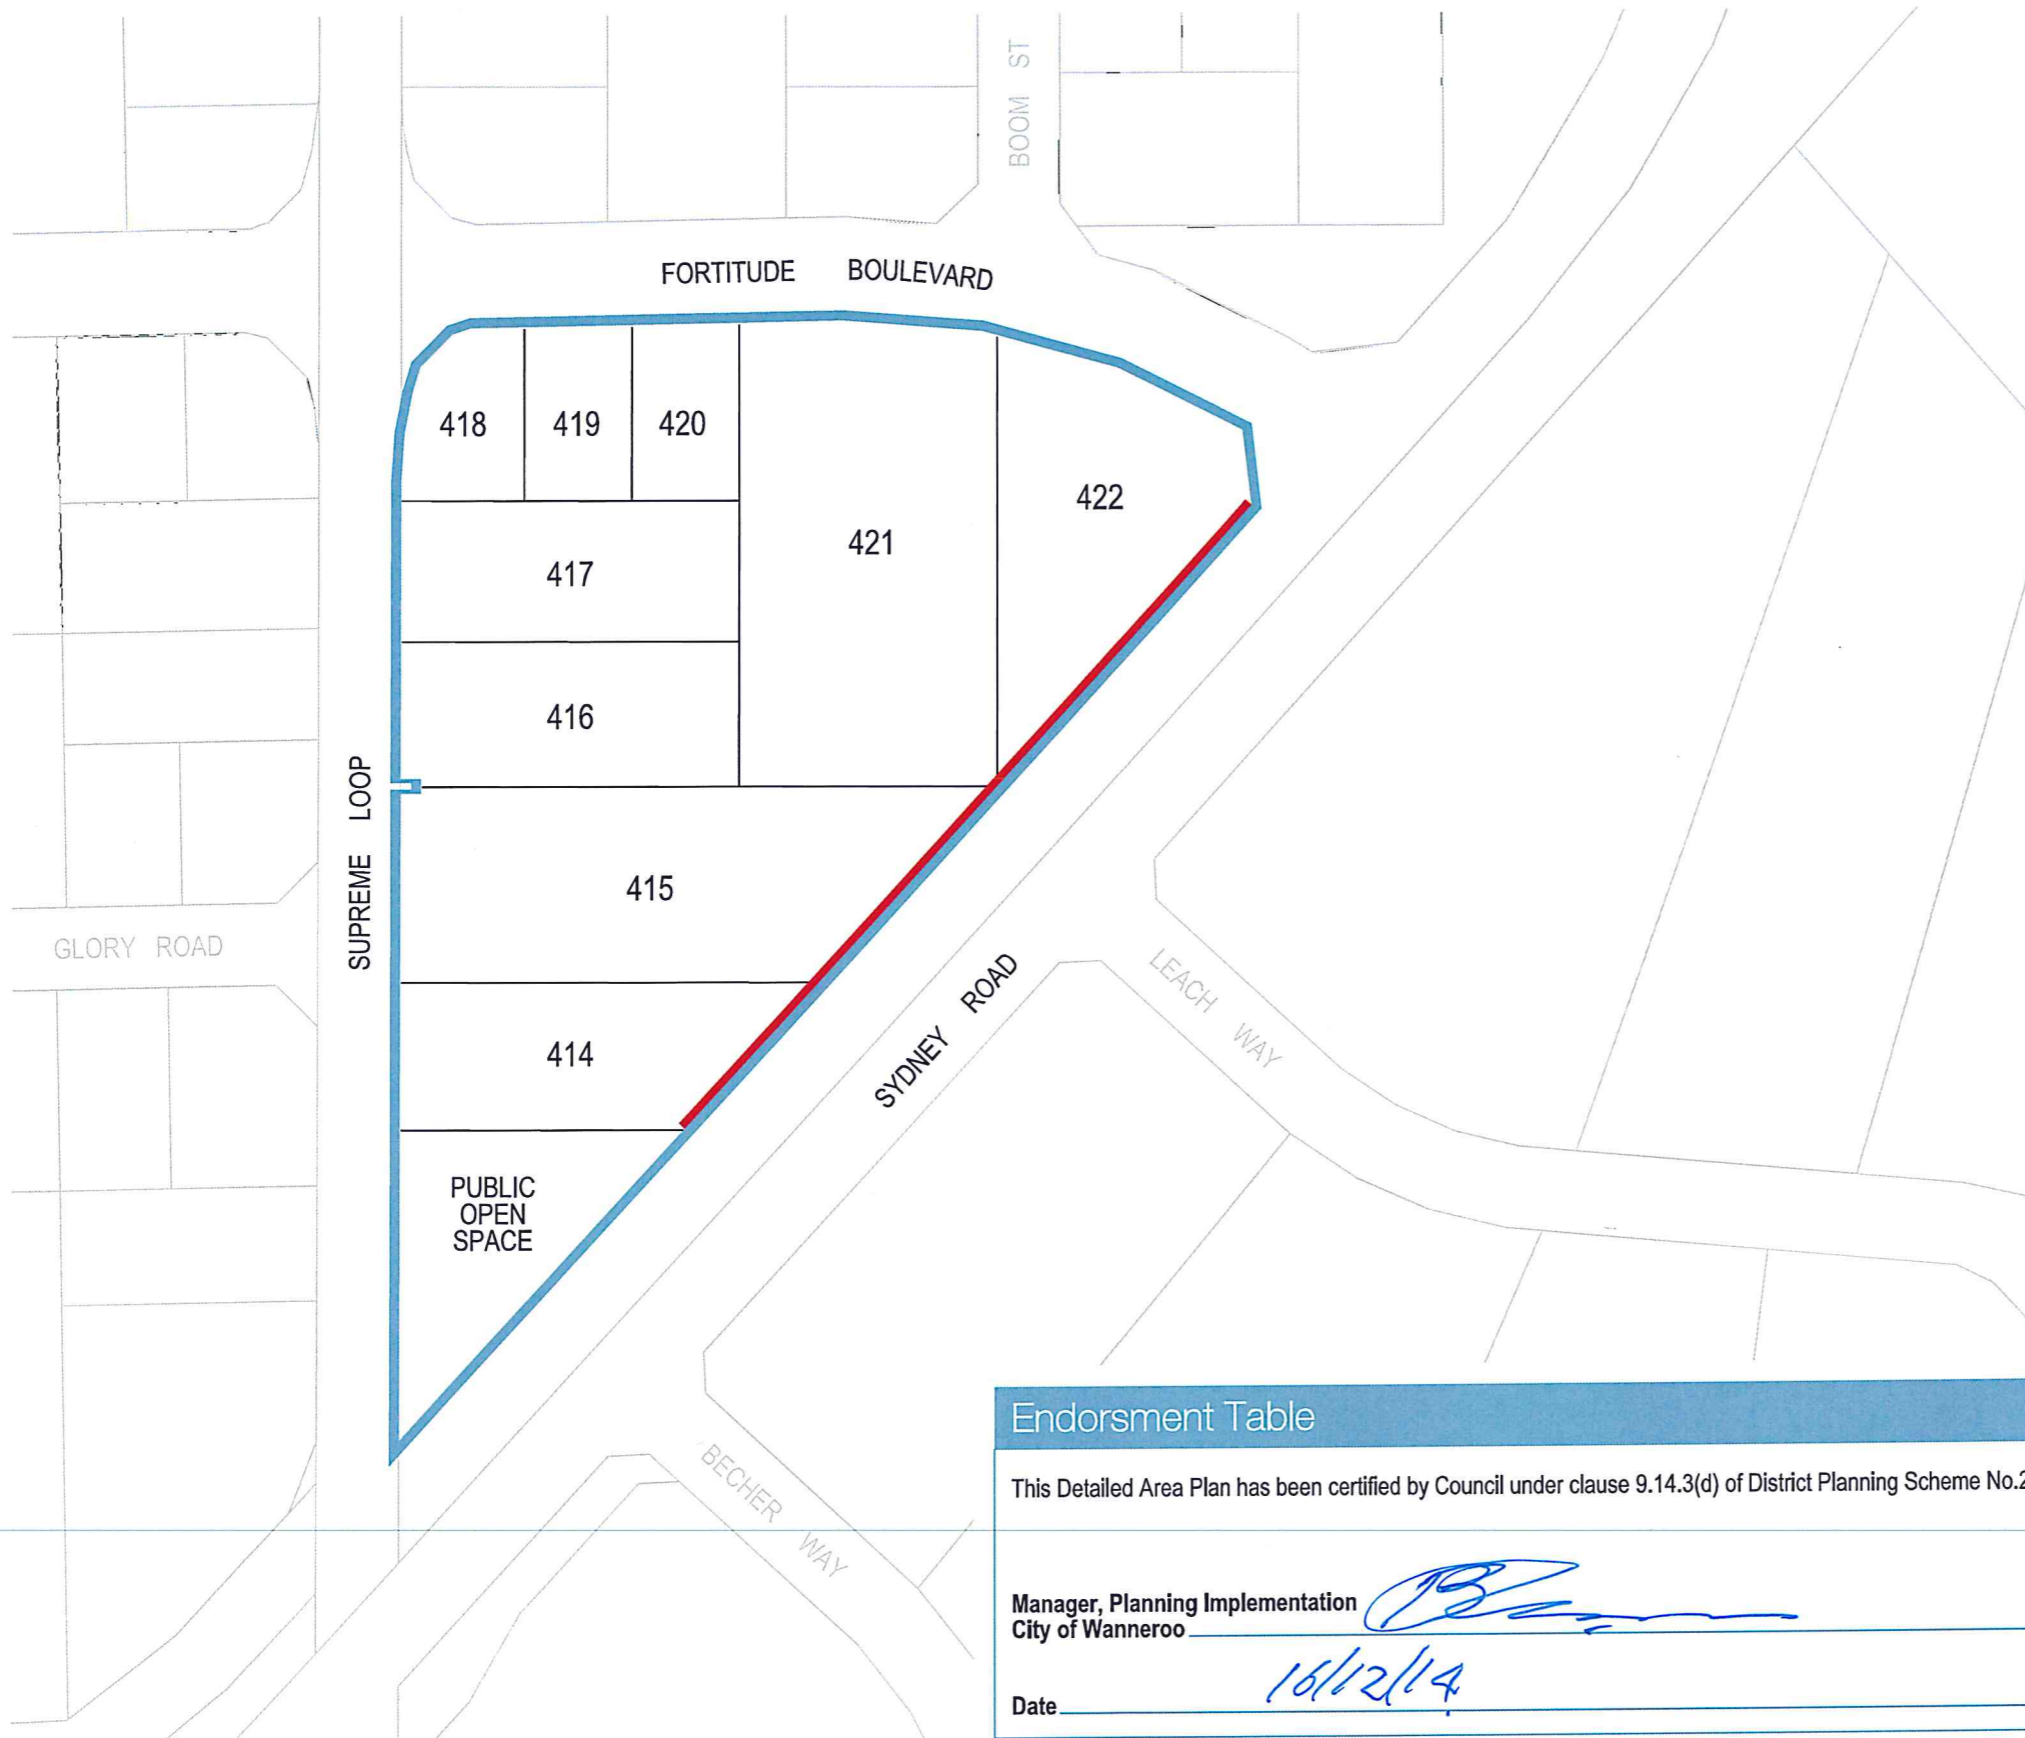 BOOM ST
FORTITUDE BOULEVARD
418
419
420
422
421
417
416
SUPREME LOOP
415
GLORY ROAD
SYDNEY ROAD
LEACH WAY
414
PUBLIC
OPEN
SPACE
BECHER WAY
Endorsment Table
This Detailed Area Plan has been certified by Council under clause 9.14.3(d) of District Planning Scheme No.2
Manager, Planning Implementation
City of Wanneroo
Date 16/12/14